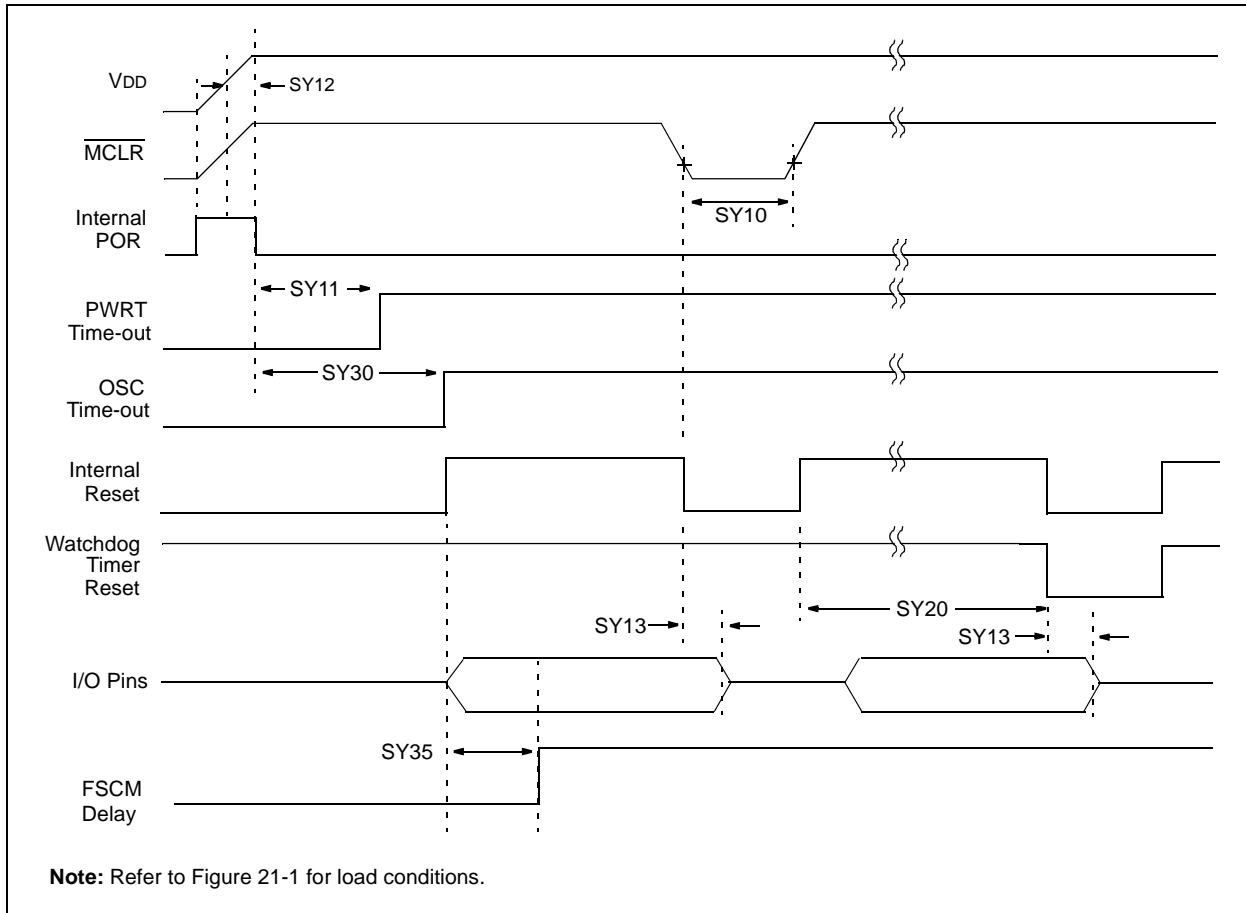 VDD
SY12
MCLR
SY10
Internal
POR
SY11
PWRT
Time-out
SY30
OSC
Time-out
Internal
Reset
Watchdog
Timer
Reset
SY20
SY13
SY13
I/O Pins
SY35
FSCM
Delay
Note: Refer to Figure 21-1 for load conditions.